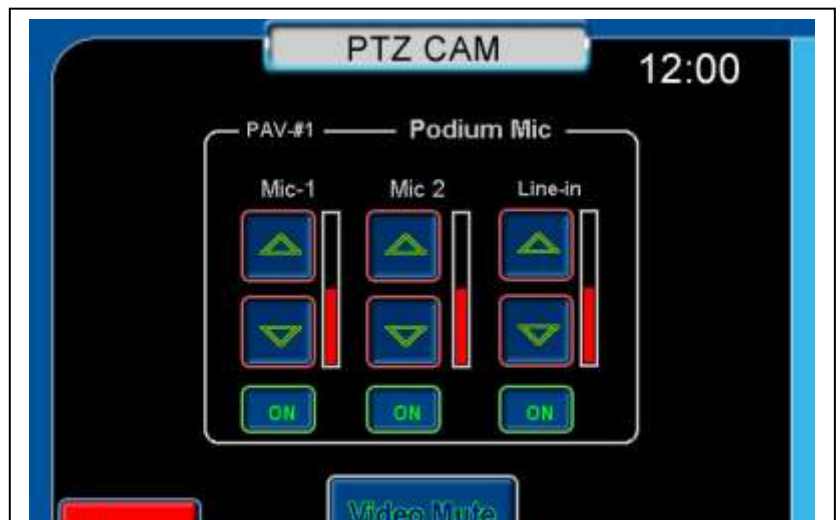 PTZ CAM
12:00
PAV-#1 Podium Mic
Mic-1 Mic 2 Line-in
ON ON ON
Video Mute